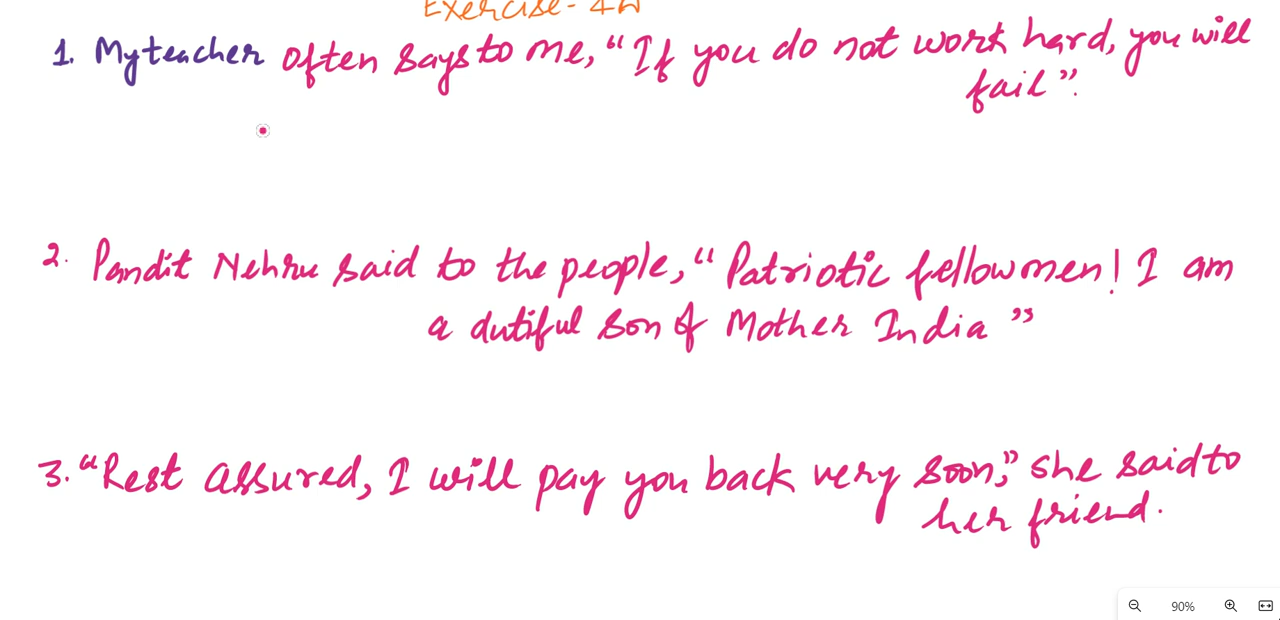 Exercise - 4A
1. My teacher often says to me, "If you do not work hard, you will
fail".
2. Pandit Nehru said to the people, "Patriotic fellowmen! I am
a dutiful son of Mother India"
3. "Rest assured, I will pay you back very soon," she said to
her friend.
90%